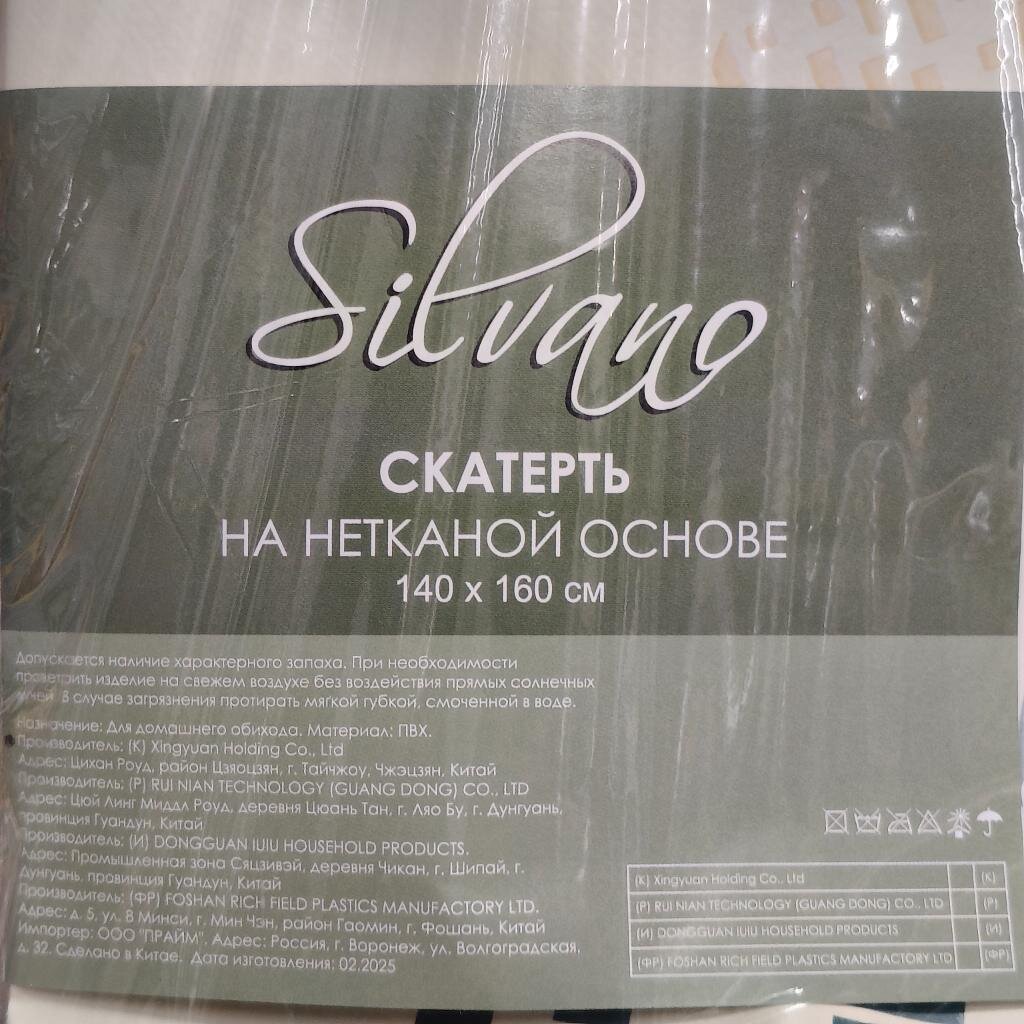 Silvano
СКАТЕРТЬ
НА НЕТКАНОЙ ОСНОВЕ
140 х 160 см
Допускается наличие характерного запаха. При необходимости
проветрить изделие на свежем воздухе без воздействия прямых солнечных
лучей. В случае загрязнения протирать мягкой губкой, смоченной в воде.
Назначение: Для домашнего обихода. Материал: ПВХ.
Производитель: (К) Xingyuan Holding Co., Ltd
Адрес: Цихан Роуд, район Цзяоцзян, г. Тайчжоу, Чжэцзян, Китай
Производитель: (Р) RUI NIAN TECHNOLOGY (GUANG DONG) CO., LTD
Адрес: Цюй Линг Миддл Роуд, деревня Цюань Тан, г. Ляо Бу, г. Дунгуань,
провинция Гуандун, Китай
Производитель: (И) DONGGUAN IUIU HOUSEHOLD PRODUCTS.
Адрес: Промышленная зона Сяцзивэй, деревня Чикан, г. Шипай, г.
Дунгуань, провинция Гуандун, Китай
Производитель: (ФР) FOSHAN RICH FIELD PLASTICS MANUFACTORY LTD.
Адрес: д. 5, ул. 8 Минси, г. Мин Чэн, район Гаомин, г. Фошань, Китай
Импортер: ООО "ПРАЙМ". Адрес: Россия, г. Воронеж, ул. Волгоградская,
д. 32. Сделано в Китае. Дата изготовления: 02.2025
(К) Xingyuan Holding Co., Ltd (К)
(Р) RUI NIAN TECHNOLOGY (GUANG DONG) CO., LTD (Р)
(И) DONGGUAN IUIU HOUSEHOLD PRODUCTS (И)
(ФР) FOSHAN RICH FIELD PLASTICS MANUFACTORY LTD (ФР)